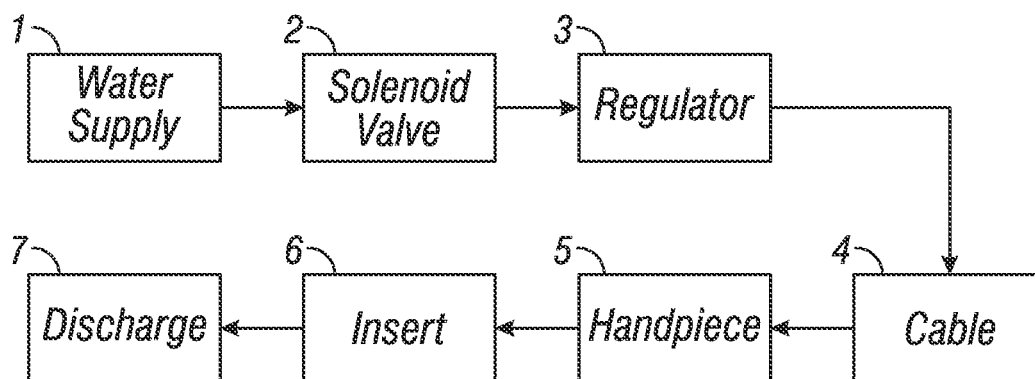 1
Water
Supply
2
Solenoid
Valve
3
Regulator
7
Discharge
6
Insert
5
Handpiece
4
Cable